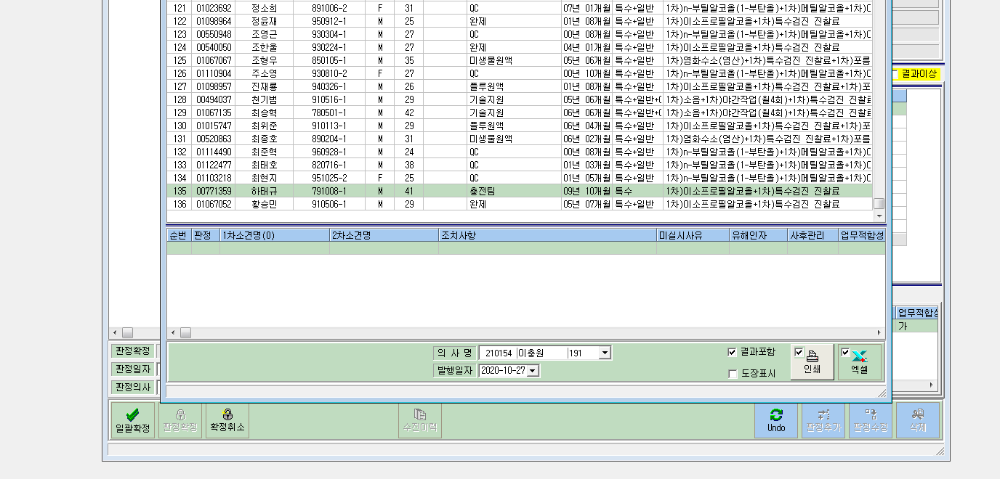 121 01023692 정소희 891006-2 F 31 QC 07년 01개월 특수+일반 1차)n-부틸알코올(1-부탄올)+1차)메틸알코올+1차)
122 01098964 정윤재 950912-1 M 25 완제 01년 08개월 특수+일반 1차)이소프로필알코올+1차)특수검진 진찰료
123 00550948 조영근 930304-1 M 27 QC 00년 08개월 특수+일반 1차)n-부틸알코올(1-부탄올)+1차)메틸알코올+1차)
124 00540050 조한올 930224-1 M 27 완제 04년 01개월 특수+일반 1차)이소프로필알코올+1차)특수검진 진찰료
125 01067067 조형우 850105-1 M 35 미생물원액 05년 06개월 특수+일반 1차)염화수소(염산)+1차)특수검진 진찰료+1차)포름
126 01110904 주소영 930810-2 F 27 QC 00년 10개월 특수+일반 1차)n-부틸알코올(1-부탄올)+1차)메틸알코올+1차)
127 01098957 진재룡 940326-1 M 26 플루원액 01년 08개월 특수+일반 1차)이소프로필알코올+1차)특수검진 진찰료+1차)포
128 00494037 천기범 910516-1 M 29 기술지원 05년 06개월 특수+일반+ 1차)소음+1차)야간작업(월4회)+1차)특수검진 진찰료
129 01067135 최승혁 780501-1 M 42 기술지원 06년 06개월 특수+일반+ 1차)소음+1차)야간작업(월4회)+1차)특수검진 진찰료
130 01015747 최위준 910113-1 M 29 플루원액 06년 04개월 특수+일반 1차)이소프로필알코올+1차)특수검진 진찰료+1차)포
131 00520863 최종호 890204-1 M 31 미생물원액 06년 02개월 특수+일반 1차)염화수소(염산)+1차)특수검진 진찰료+1차)포름
132 01114490 최준혁 960928-1 M 24 QC 00년 08개월 특수+일반 1차)n-부틸알코올(1-부탄올)+1차)메틸알코올+1차)
133 01122477 최태호 820716-1 M 38 QC 01년 03개월 특수+일반 1차)n-부틸알코올(1-부탄올)+1차)메틸알코올+1차)
134 01103218 최현지 951025-2 F 25 QC 01년 05개월 특수+일반 1차)n-부틸알코올(1-부탄올)+1차)메틸알코올+1차)
135 00771359 하태규 791008-1 M 41 충전팀 09년 10개월 특수 1차)이소프로필알코올+1차)특수검진 진찰료
136 01067052 황승민 910506-1 M 29 완제 05년 07개월 특수+일반 1차)이소프로필알코올+1차)특수검진 진찰료
결과이상
순번 판정 1차소견명(0) 2차소견명 조치사항 미실시사유 유해인자 사후관리 업무적합성
업무적합성
가
판정확정
판정일자
판정의사
의 사 명 210154 이충원 191
발행일자 2020-10-27
결과포함
도장표시
인쇄
엑셀
일괄확정 판정확정 확정취소 수진이력 Undo 판정추가 판정수정 삭제